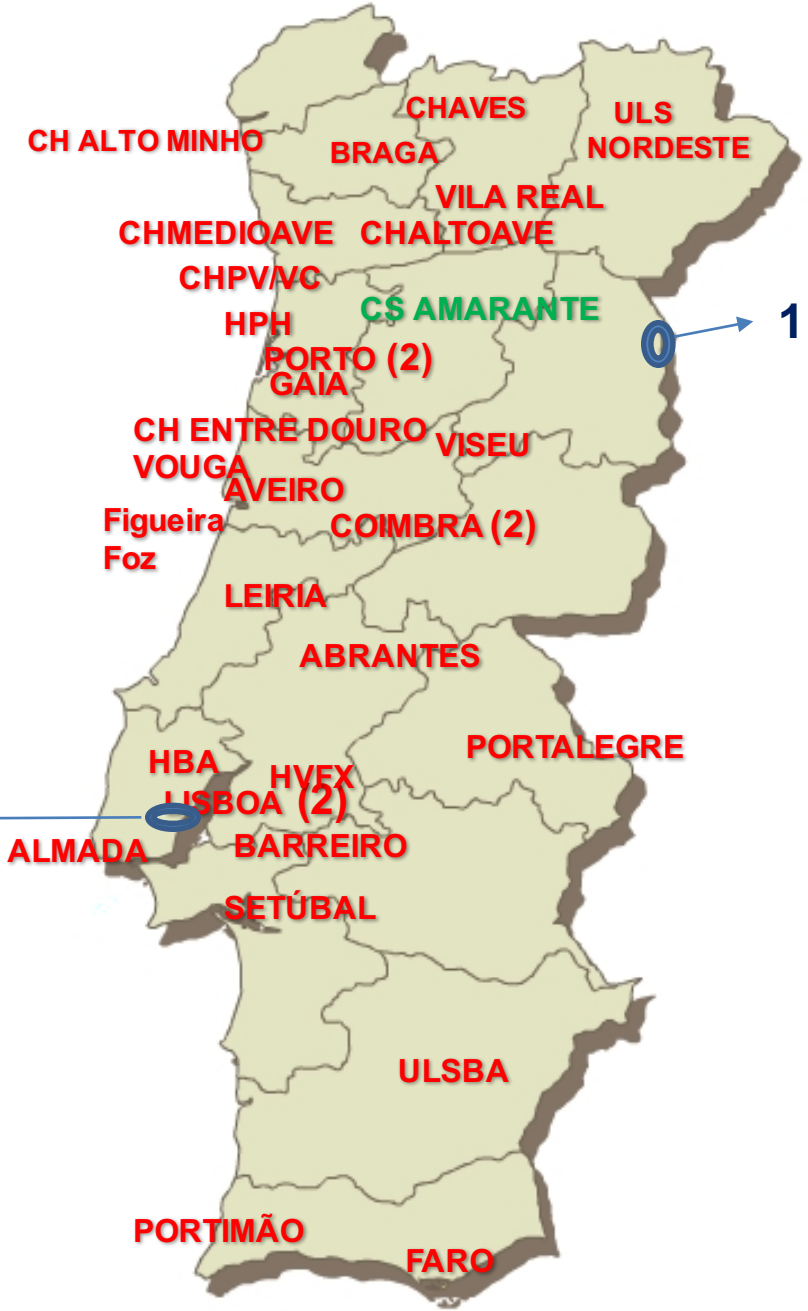 CHAVES
ULS
NORDESTE
CH ALTO MINHO
BRAGA
VILA REAL
CHMEDIOAVE
CHALTOAVE
CHPV/VC
CS AMARANTE
HPH
1
PORTO (2)
GAIA
CH ENTRE DOURO
VOUGA
VISEU
AVEIRO
Figueira
Foz
COIMBRA (2)
LEIRIA
ABRANTES
PORTALEGRE
HBA
HVFX
LISBOA (2)
ALMADA
BARREIRO
SETÚBAL
ULSBA
PORTIMÃO
FARO